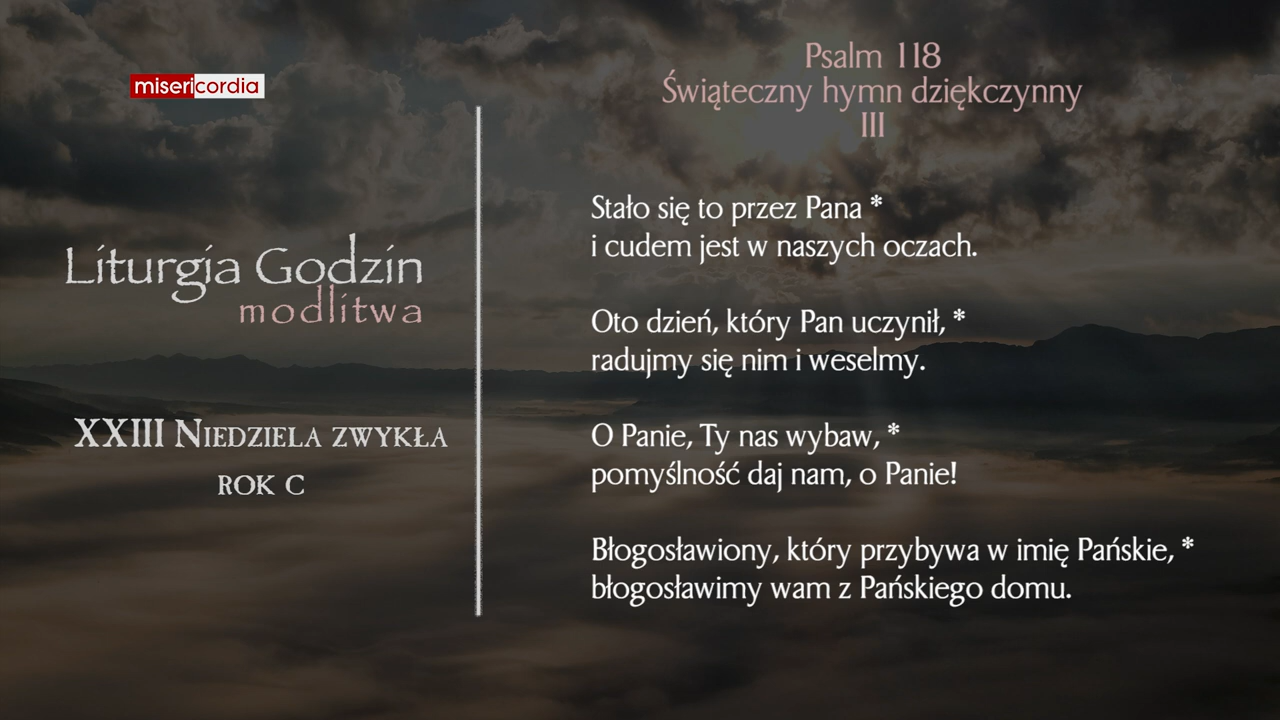 misericordia
Liturgia Godzin
modlitwa
XXIII Niedziela zwykła
rok C
Psalm 118
Świąteczny hymn dziękczynny
III
Stało się to przez Pana *
i cudem jest w naszych oczach.
Oto dzień, który Pan uczynił, *
radujmy się nim i weselmy.
O Panie, Ty nas wybaw, *
pomyślność daj nam, o Panie!
Błogosławiony, który przybywa w imię Pańskie, *
błogosławimy wam z Pańskiego domu.